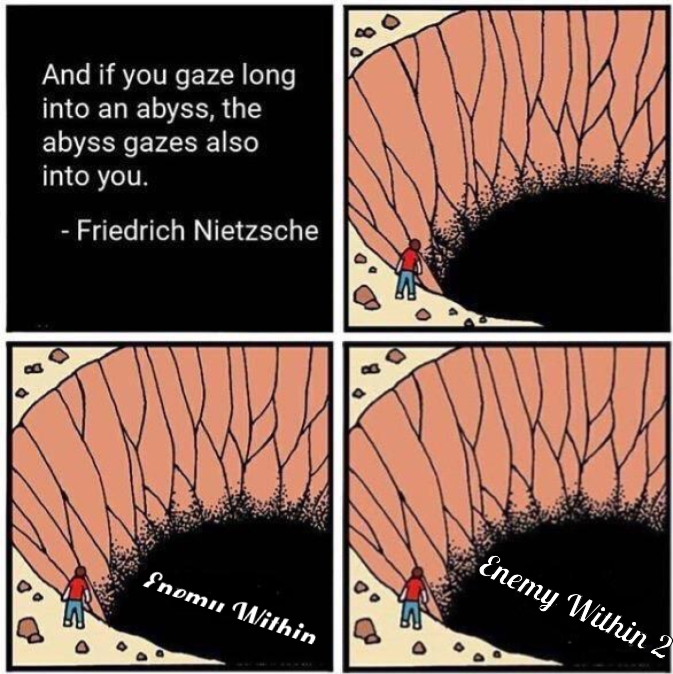 And if you gaze long
into an abyss, the
abyss gazes also
into you.
- Friedrich Nietzsche
Enemy Within
Enemy Within 2